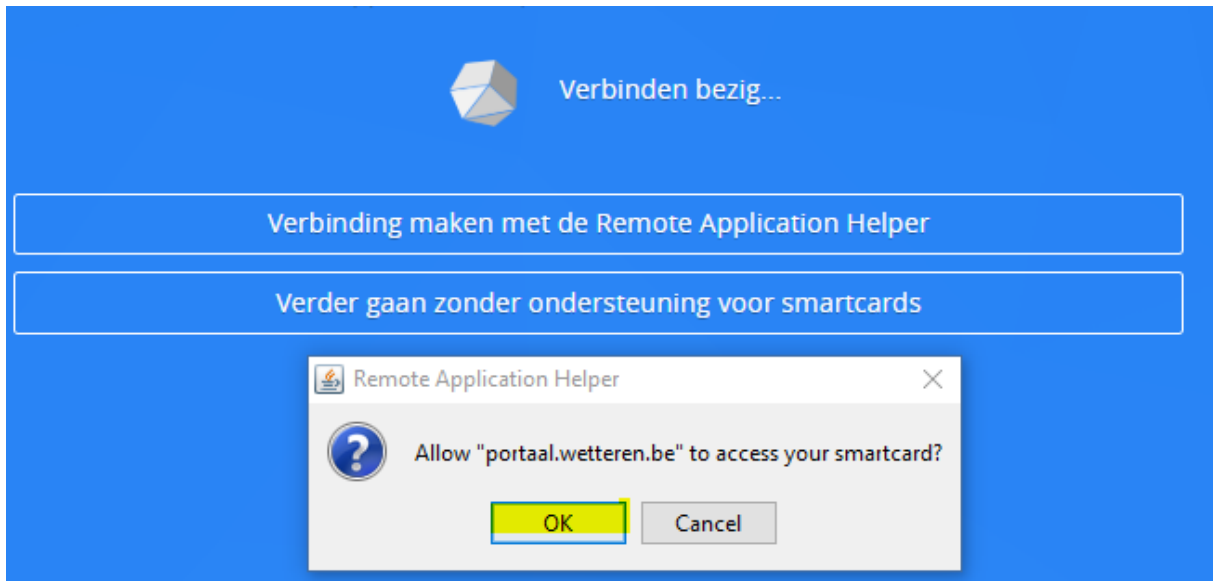 Verbinden bezig...
Verbinding maken met de Remote Application Helper
Verder gaan zonder ondersteuning voor smartcards
Remote Application Helper
Allow "portaal.wetteren.be" to access your smartcard?
OK
Cancel